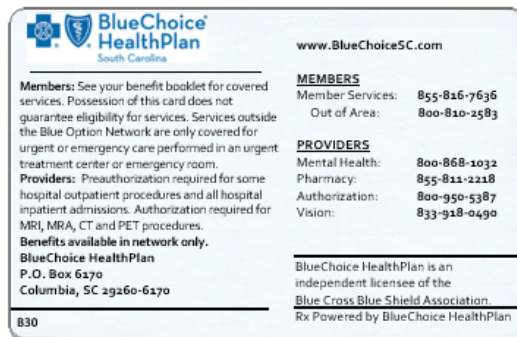 BlueChoice®
HealthPlan
South Carolina
Members: See your benefit booklet for covered
services. Possession of this card does not
guarantee eligibility for services. Services outside
the Blue Option Network are only covered for
urgent or emergency care performed in an urgent
treatment center or emergency room.
Providers: Preauthorization required for some
hospital outpatient procedures and all hospital
inpatient admissions. Authorization required for
MRI, MRA, CT and PET procedures.
Benefits available in network only.
BlueChoice HealthPlan
P.O. Box 6170
Columbia, SC 29260-6170
B30
www.BlueChoiceSC.com
MEMBERS
Member Services: 855-816-7636
Out of Area: 800-810-2583
PROVIDERS
Mental Health: 800-868-1032
Pharmacy: 855-811-2218
Authorization: 800-950-5387
Vision: 833-918-0490
BlueChoice HealthPlan is an
independent licensee of the
Blue Cross Blue Shield Association.
Rx Powered by BlueChoice HealthPlan